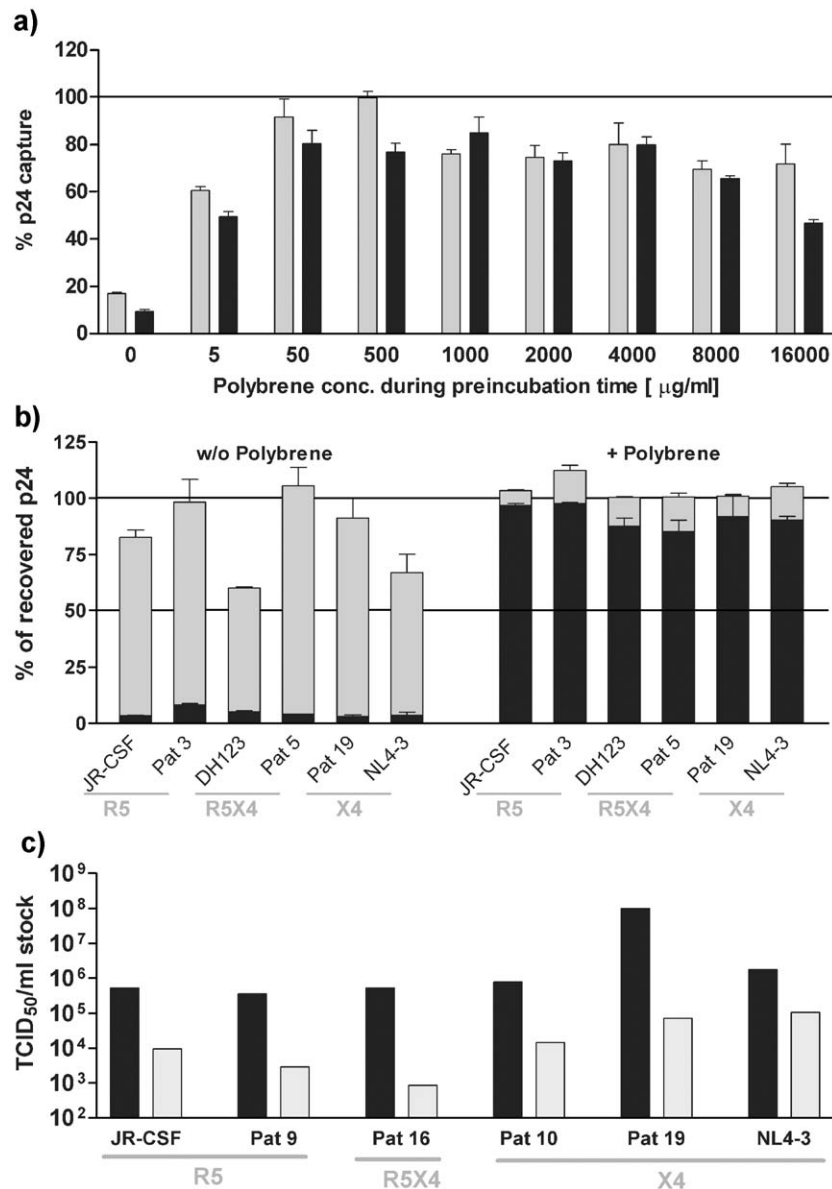 a)
120
100
80
60
40
20
0
% p24 capture
0 5 50 500 1000 2000 4000 8000 16000
Polybrene conc. during preincubation time [ µg/ml]
b)
w/o Polybrene + Polybrene
125
100
75
50
25
0
% of recovered p24
JR-CSF Pat 3 DH123 Pat 5 Pat 19 NL4-3 JR-CSF Pat 3 DH123 Pat 5 Pat 19 NL4-3
R5 R5X4 X4 R5 R5X4 X4
c)
10⁹
10⁸
10⁷
10⁶
10⁵
10⁴
10³
10²
TCID₅₀/ml stock
JR-CSF Pat 9 Pat 16 Pat 10 Pat 19 NL4-3
R5 R5X4 X4